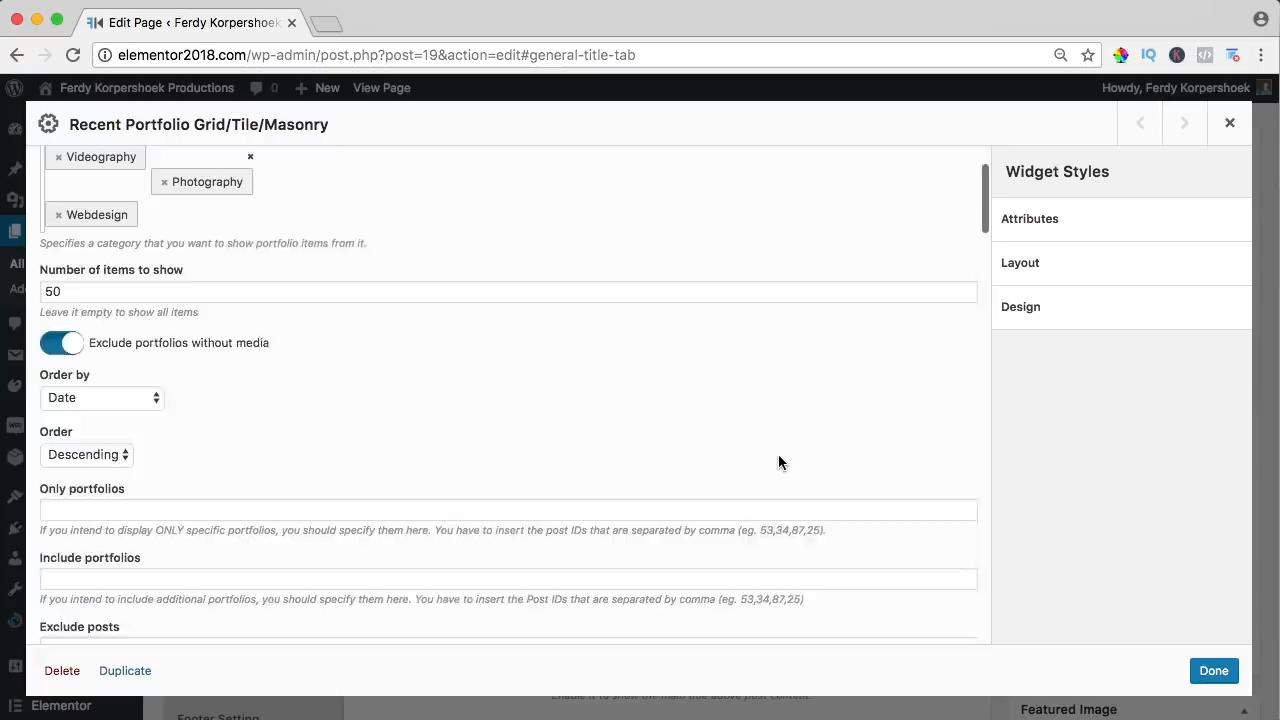 Edit Page ‹ Ferdy Korpershoek
elementor2018.com/wp-admin/post.php?post=19&action=edit#general-title-tab
Ferdy Korpershoek Productions 0 New View Page Howdy, Ferdy Korpershoek
Recent Portfolio Grid/Tile/Masonry
× Videography ×
× Photography
× Webdesign
Specifies a category that you want to show portfolio items from it.
Number of items to show
50
Leave it empty to show all items
Exclude portfolios without media
Order by
Date
Order
Descending
Only portfolios
If you intend to display ONLY specific portfolios, you should specify them here. You have to insert the post IDs that are separated by comma (eg. 53,34,87,25).
Include portfolios
If you intend to include additional portfolios, you should specify them here. You have to insert the Post IDs that are separated by comma (eg. 53,34,87,25)
Exclude posts
Widget Styles
Attributes
Layout
Design
Delete Duplicate Done
All
Ad
Elementor
Featured Image